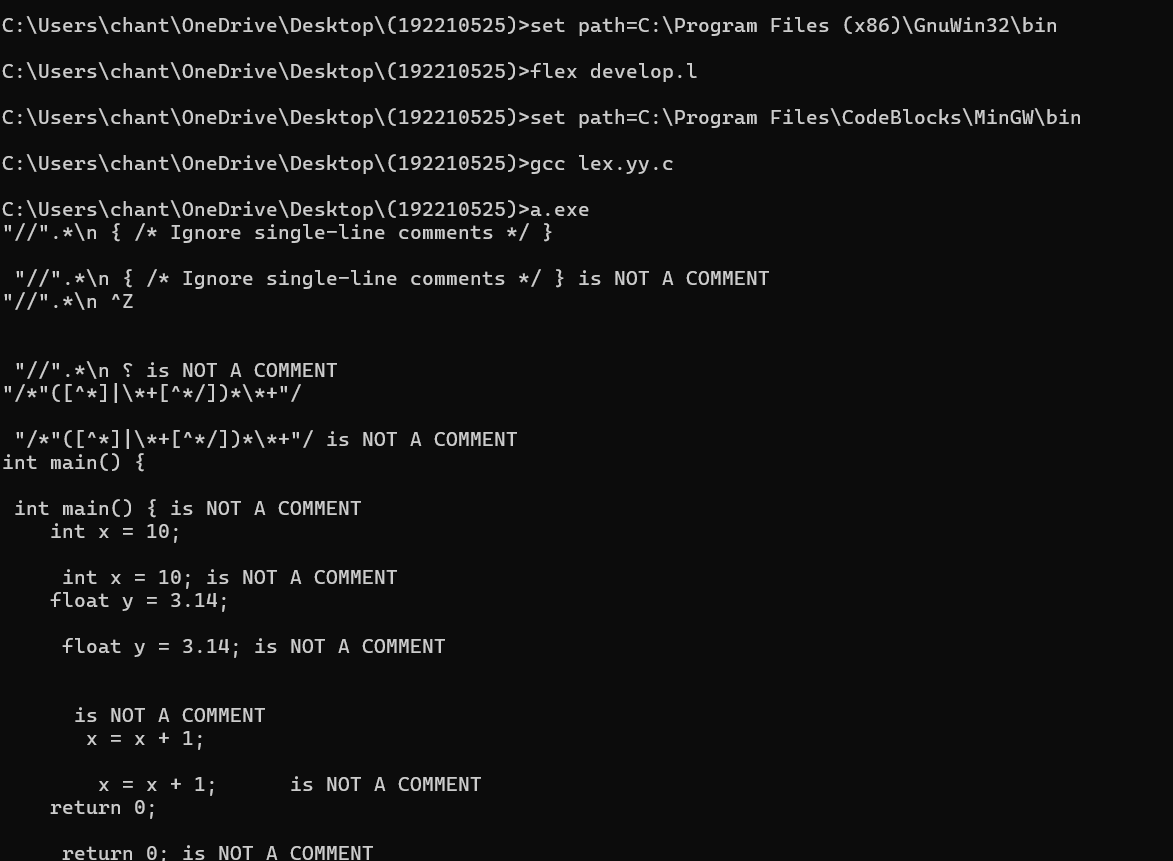 C:\Users\chant\OneDrive\Desktop\(192210525)>set path=C:\Program Files (x86)\GnuWin32\bin
C:\Users\chant\OneDrive\Desktop\(192210525)>flex develop.l
C:\Users\chant\OneDrive\Desktop\(192210525)>set path=C:\Program Files\CodeBlocks\MinGW\bin
C:\Users\chant\OneDrive\Desktop\(192210525)>gcc lex.yy.c
C:\Users\chant\OneDrive\Desktop\(192210525)>a.exe
"//".*\n { /* Ignore single-line comments */ }
"//".*\n { /* Ignore single-line comments */ } is NOT A COMMENT
"//".*\n ^Z
"//".*\n ␦ is NOT A COMMENT
"/*"([^*]|\*+[^*/])*\*+"/
"/*"([^*]|\*+[^*/])*\*+"/ is NOT A COMMENT
int main() {
int main() { is NOT A COMMENT
int x = 10;
int x = 10; is NOT A COMMENT
float y = 3.14;
float y = 3.14; is NOT A COMMENT
is NOT A COMMENT
x = x + 1;
x = x + 1;      is NOT A COMMENT
return 0;
return 0; is NOT A COMMENT